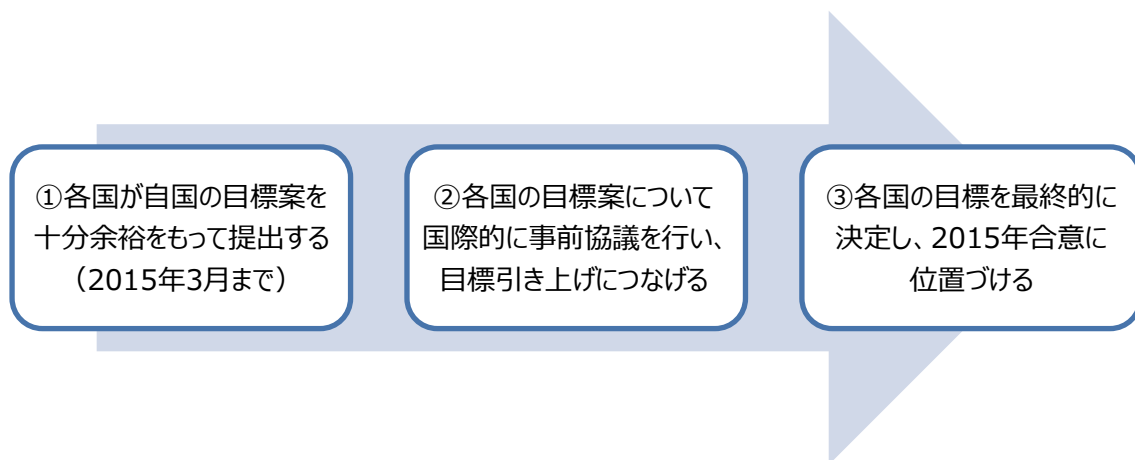 ①各国が自国の目標案を
十分余裕をもって提出する
（2015年3月まで）
②各国の目標案について
国際的に事前協議を行い、
目標引き上げにつなげる
③各国の目標を最終的に
決定し、2015年合意に
位置づける